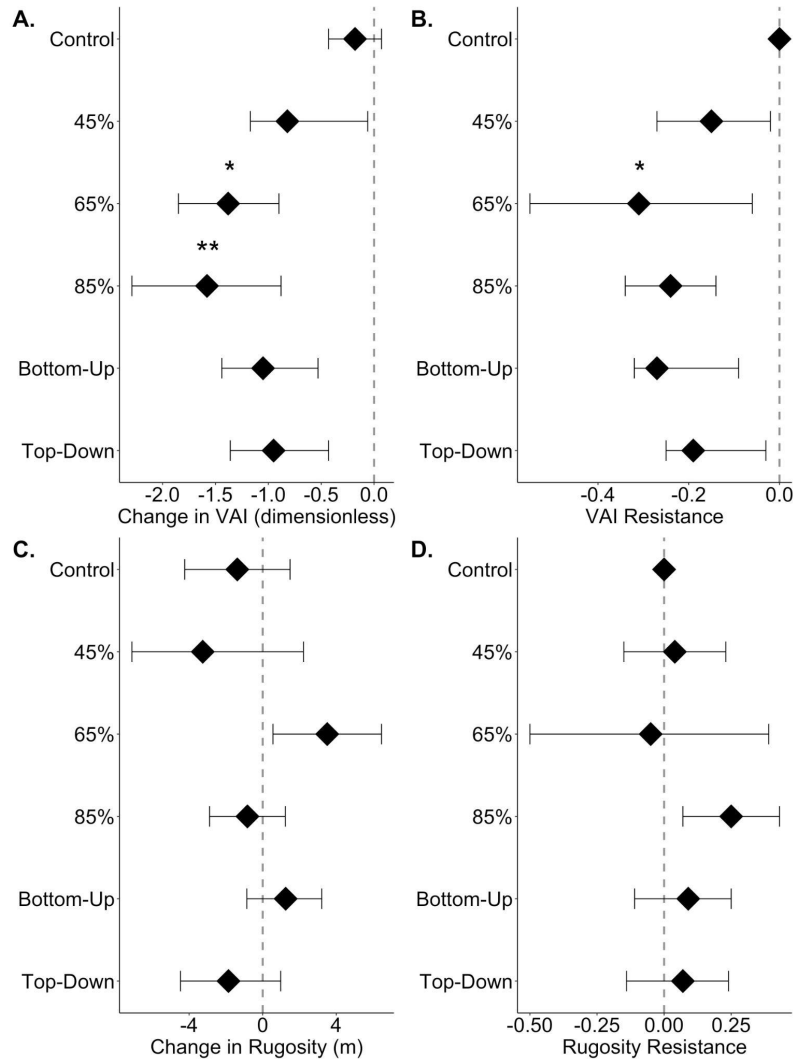 A.
Control
45%
*
65%
**
85%
Bottom-Up
Top-Down
-2.0 -1.5 -1.0 -0.5 0.0
Change in VAI (dimensionless)
B.
Control
45%
*
65%
85%
Bottom-Up
Top-Down
-0.4 -0.2 0.0
VAI Resistance
C.
Control
45%
65%
85%
Bottom-Up
Top-Down
-4 0 4
Change in Rugosity (m)
D.
Control
45%
65%
85%
Bottom-Up
Top-Down
-0.50 -0.25 0.00 0.25
Rugosity Resistance